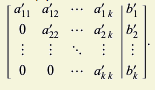 a′₁₁ a′₁₂ ⋯ a′₁ₖ | b′₁
0 a′₂₂ ⋯ a′₂ₖ | b′₂
⋮ ⋮ ⋱ ⋮ | ⋮
0 0 ⋯ a′ₖₖ | b′ₖ .